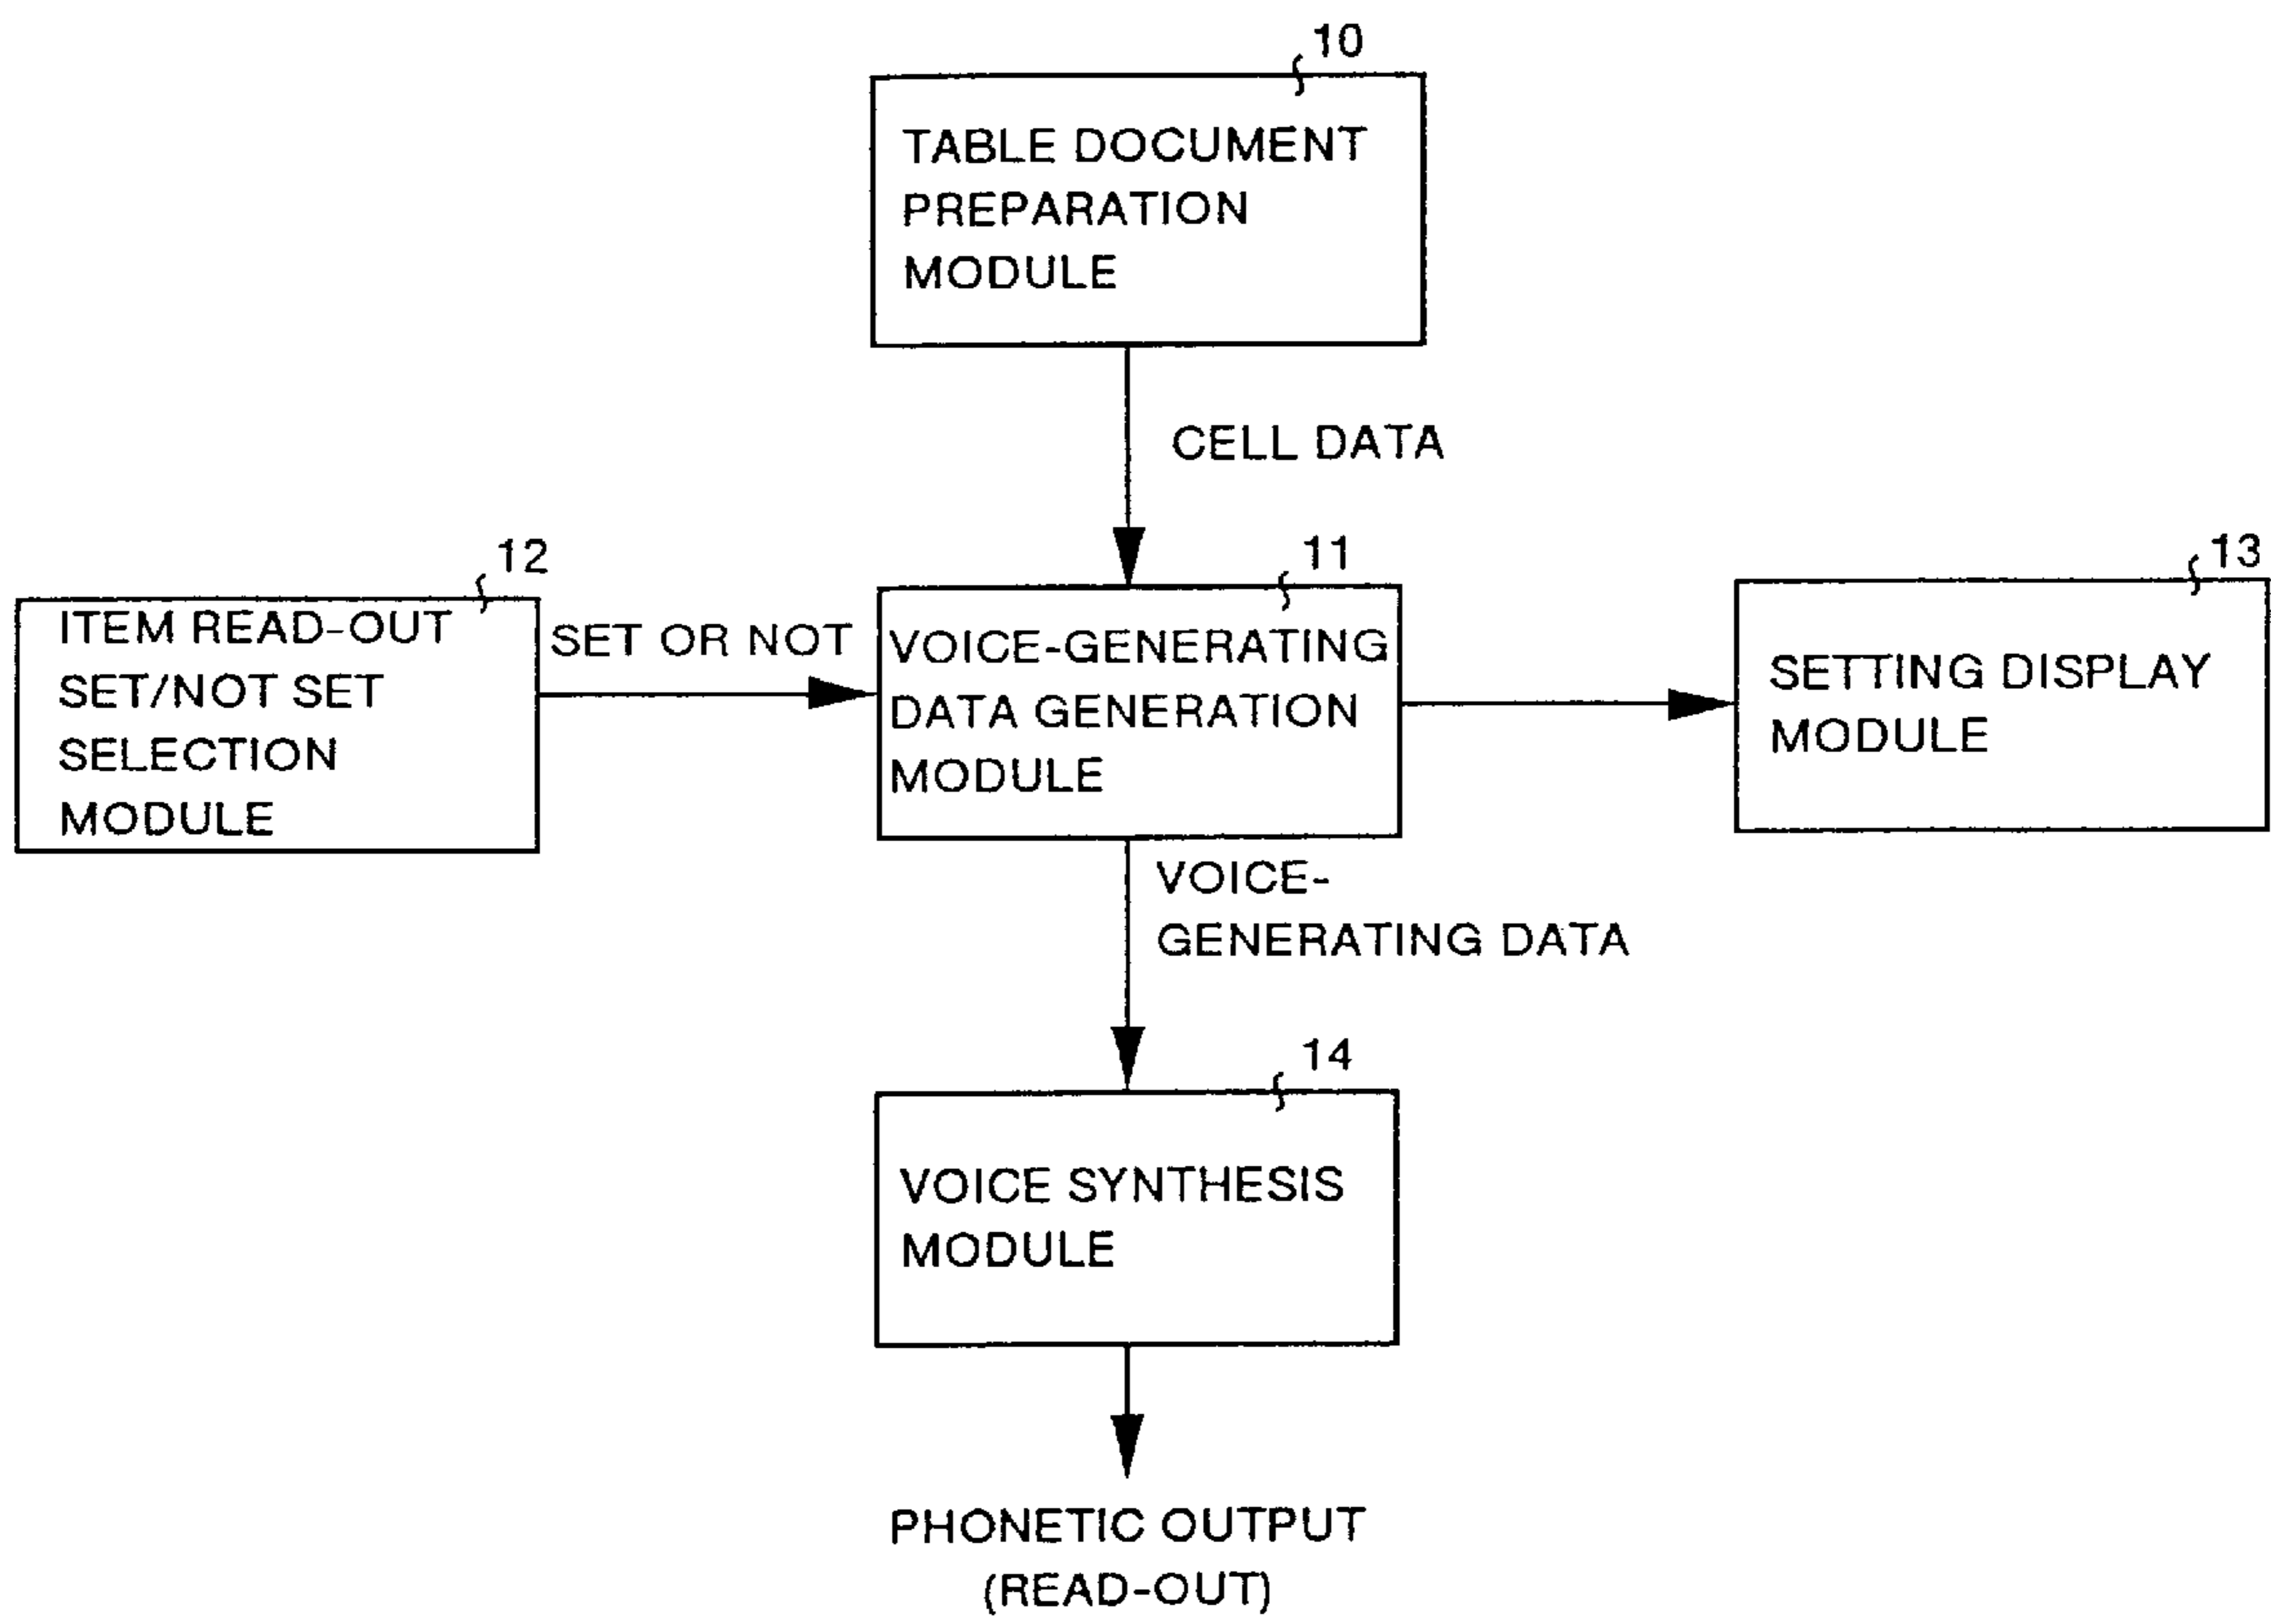 10
TABLE DOCUMENT
PREPARATION
MODULE
CELL DATA
12
ITEM READ-OUT
SET/NOT SET
SELECTION
MODULE
SET OR NOT
11
VOICE-GENERATING
DATA GENERATION
MODULE
13
SETTING DISPLAY
MODULE
VOICE-
GENERATING DATA
14
VOICE SYNTHESIS
MODULE
PHONETIC OUTPUT
(READ-OUT)